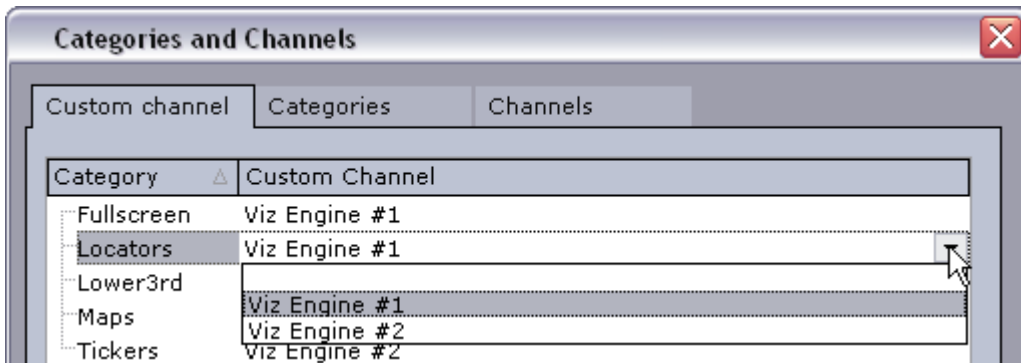 Categories and Channels
Custom channel Categories Channels
Category Custom Channel
Fullscreen Viz Engine #1
Locators Viz Engine #1
Lower3rd
Viz Engine #1
Maps
Viz Engine #2
Tickers Viz Engine #2